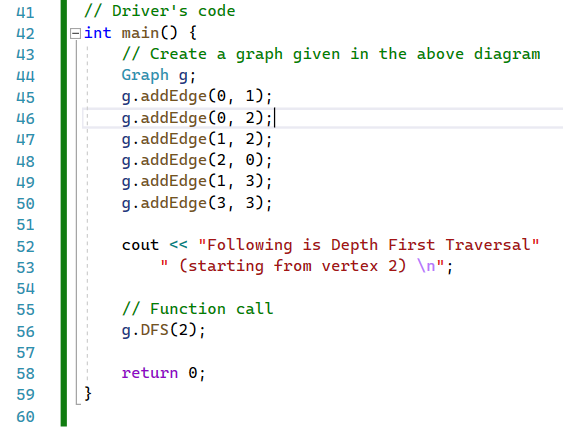 41 // Driver's code
42 int main() {
43 // Create a graph given in the above diagram
44 Graph g;
45 g.addEdge(0, 1);
46 g.addEdge(0, 2);
47 g.addEdge(1, 2);
48 g.addEdge(2, 0);
49 g.addEdge(1, 3);
50 g.addEdge(3, 3);
51
52 cout << "Following is Depth First Traversal"
53 " (starting from vertex 2) \n";
54
55 // Function call
56 g.DFS(2);
57
58 return 0;
59 }
60